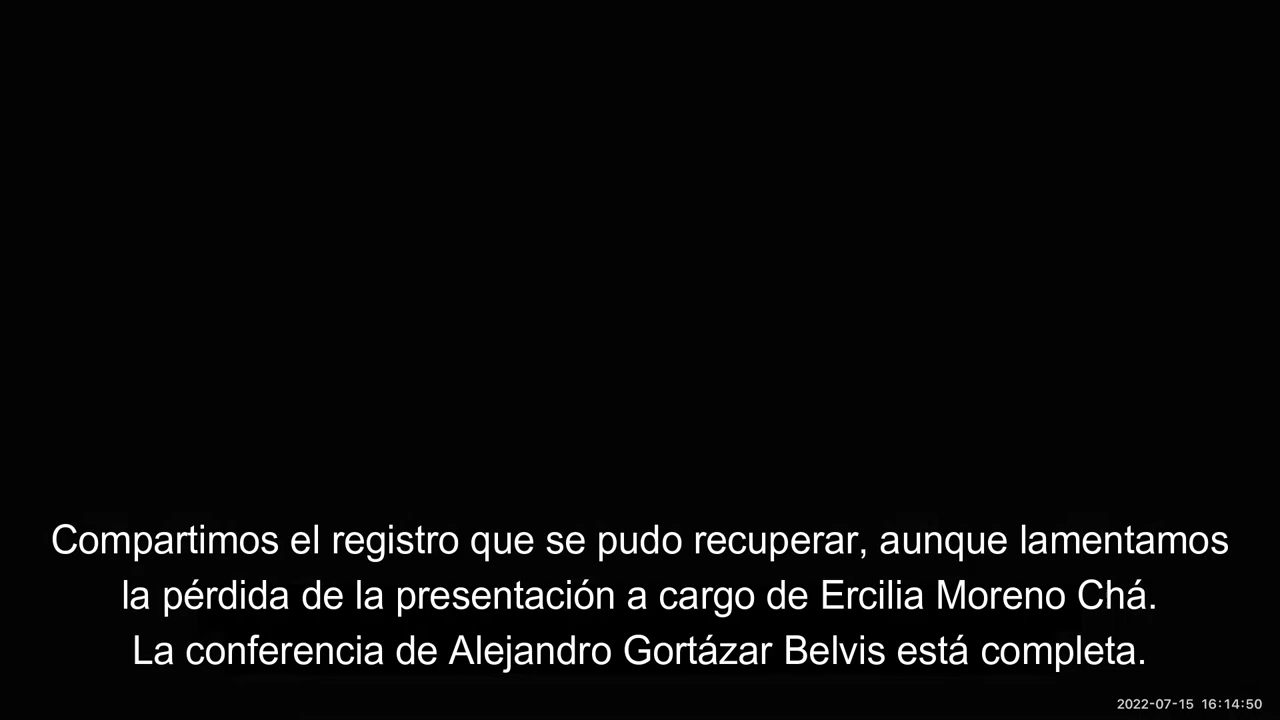 Compartimos el registro que se pudo recuperar, aunque lamentamos
la pérdida de la presentación a cargo de Ercilia Moreno Chá.
La conferencia de Alejandro Gortázar Belvis está completa.
2022-07-15 16:14:50